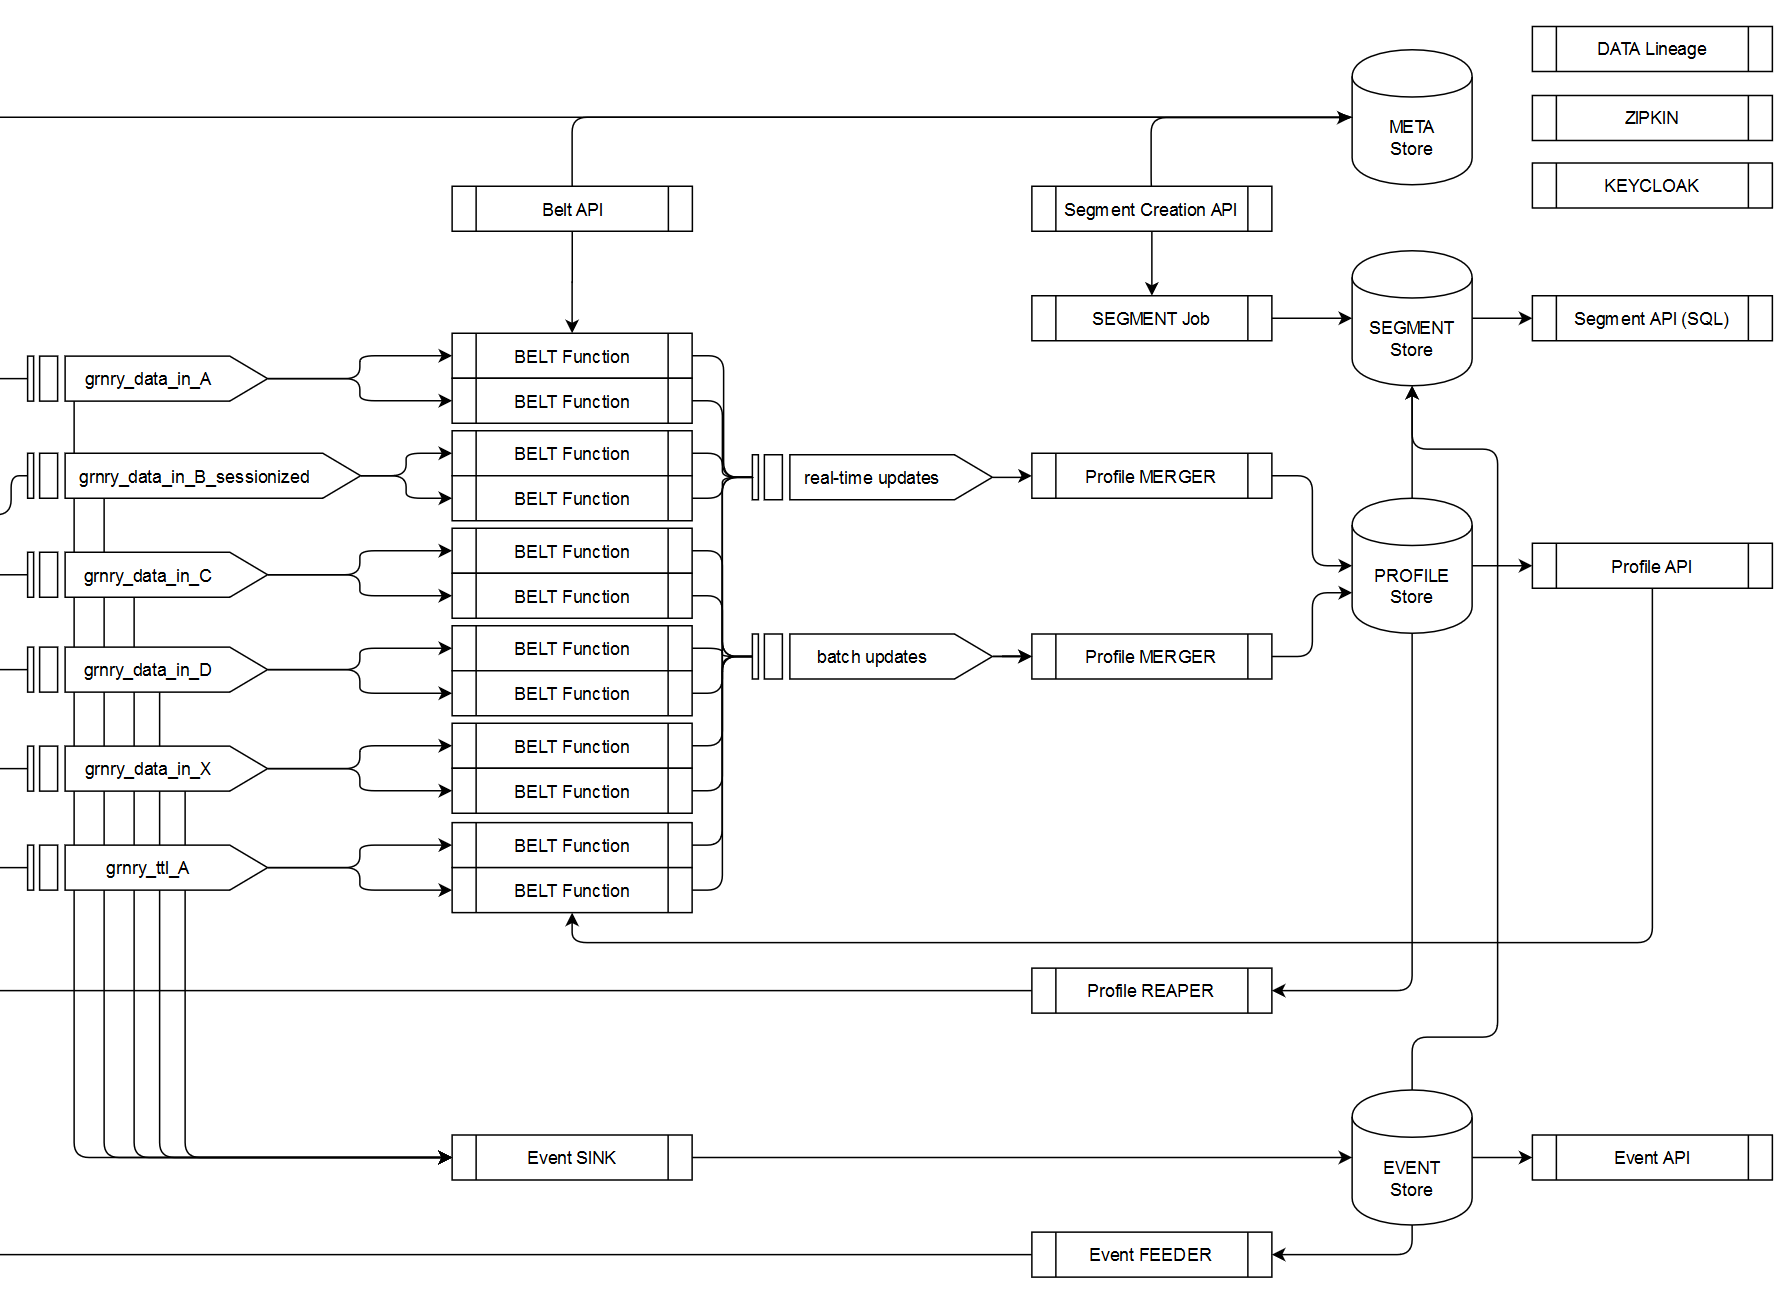 DATA Lineage
ZIPKIN
KEYCLOAK
META
Store
Belt API
Segment Creation API
SEGMENT Job
SEGMENT
Store
Segment API (SQL)
grnry_data_in_A
BELT Function
BELT Function
grnry_data_in_B_sessionized
BELT Function
BELT Function
real-time updates
Profile MERGER
grnry_data_in_C
BELT Function
BELT Function
PROFILE
Store
Profile API
grnry_data_in_D
BELT Function
BELT Function
batch updates
Profile MERGER
grnry_data_in_X
BELT Function
BELT Function
grnry_ttl_A
BELT Function
BELT Function
Profile REAPER
Event SINK
EVENT
Store
Event API
Event FEEDER